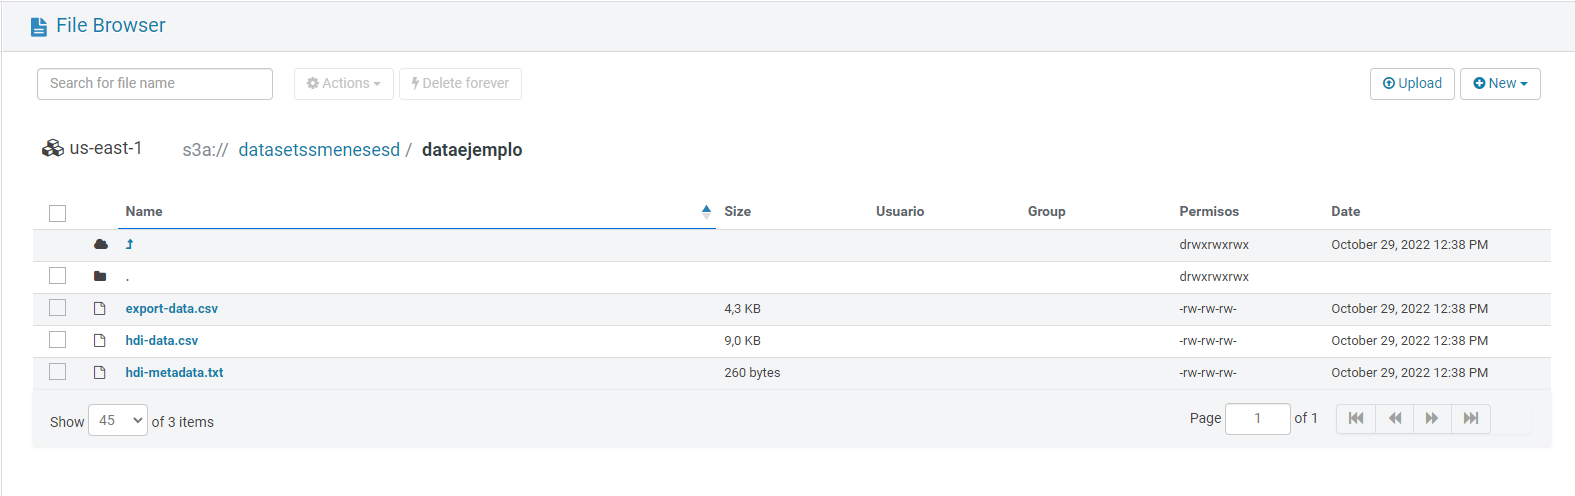 File Browser
Search for file name Actions Delete forever Upload New
us-east-1 s3a:// datasetssmenesesd / dataejemplo
Name Size Usuario Group Permisos Date
drwxrwxrwx October 29, 2022 12:38 PM
. drwxrwxrwx
export-data.csv 4,3 KB -rw-rw-rw- October 29, 2022 12:38 PM
hdi-data.csv 9,0 KB -rw-rw-rw- October 29, 2022 12:38 PM
hdi-metadata.txt 260 bytes -rw-rw-rw- October 29, 2022 12:38 PM
Show 45 of 3 items Page 1 of 1